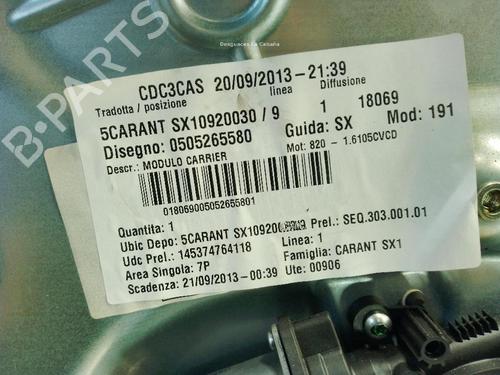 Desguaces La Cabaña
B-PARTS
CDC3CAS 20/09/2013-21:39
Tradotta / posizione linea Diffusione
5CARANT SX10920030 / 9 1 18069
Disegno: 0505265580 Guida: SX Mod: 191
Descr.: MODULO CARRIER Mot: 820 - 1.6105CVCD
018069005052655801
Quantita: 1
Ubic Depo: 5CARANT SX10920 Prel.: SEQ.303.001.01
Udc Prel.: 145374764118 Linea: 1
Area Singola: 7P Famiglia: CARANT SX1
Scadenza: 21/09/2013-00:39 Ute: 00906